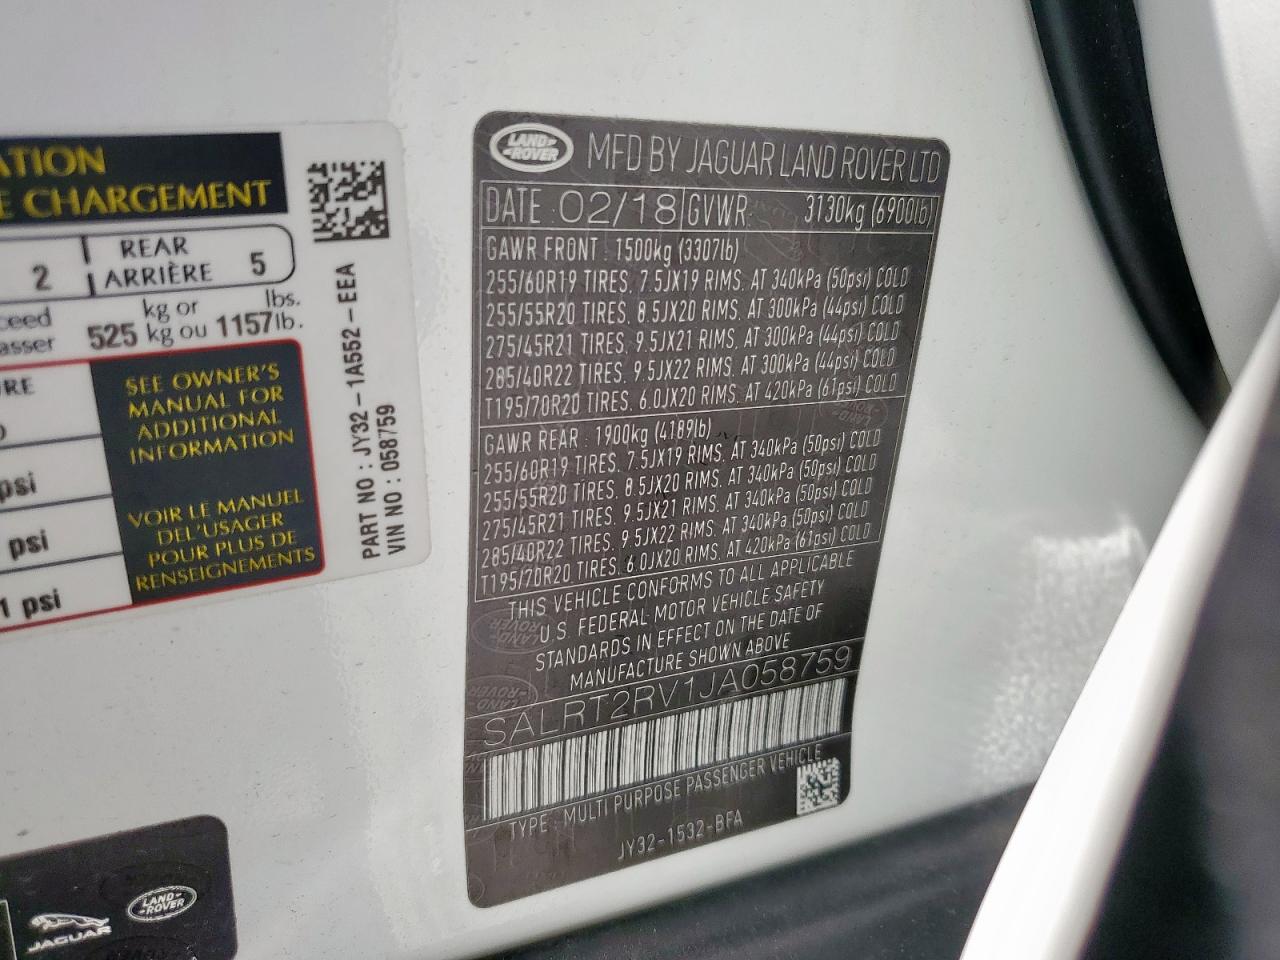 ATION
E CHARGEMENT
2 REAR
ARRIÈRE 5
ceed
asser 525 kg or
kg ou 1157 lbs.
lb.
URE
SEE OWNER'S
MANUAL FOR
ADDITIONAL
INFORMATION
psi
psi
1 psi
VOIR LE MANUEL
DEL'USAGER
POUR PLUS DE
RENSEIGNEMENTS
PART NO : JY32-1A552-EEA
VIN NO : 058759
LAND-
-ROVER
MFD BY JAGUAR LAND ROVER LTD
DATE : 02/18 GVWR : 3130kg (6900lb)
GAWR FRONT : 1500kg (3307lb)
255/60R19 TIRES. 7.5JX19 RIMS. AT 340kPa (50psi) COLD
255/55R20 TIRES. 8.5JX20 RIMS. AT 300kPa (44psi) COLD
275/45R21 TIRES. 9.5JX21 RIMS. AT 300kPa (44psi) COLD
285/40R22 TIRES. 9.5JX22 RIMS. AT 300kPa (44psi) COLD
T195/70R20 TIRES. 6.0JX20 RIMS. AT 420kPa (61psi) COLD
GAWR REAR : 1900kg (4189lb)
255/60R19 TIRES. 7.5JX19 RIMS. AT 340kPa (50psi) COLD
255/55R20 TIRES. 8.5JX20 RIMS. AT 340kPa (50psi) COLD
275/45R21 TIRES. 9.5JX21 RIMS. AT 340kPa (50psi) COLD
285/40R22 TIRES. 9.5JX22 RIMS. AT 340kPa (50psi) COLD
T195/70R20 TIRES. 6.0JX20 RIMS. AT 420kPa (61psi) COLD
THIS VEHICLE CONFORMS TO ALL APPLICABLE
U.S. FEDERAL MOTOR VEHICLE SAFETY
STANDARDS IN EFFECT ON THE DATE OF
MANUFACTURE SHOWN ABOVE
SALRT2RV1JA058759
TYPE : MULTI PURPOSE PASSENGER VEHICLE
JY32-1532-BFA
JAGUAR
LAND-
-ROVER